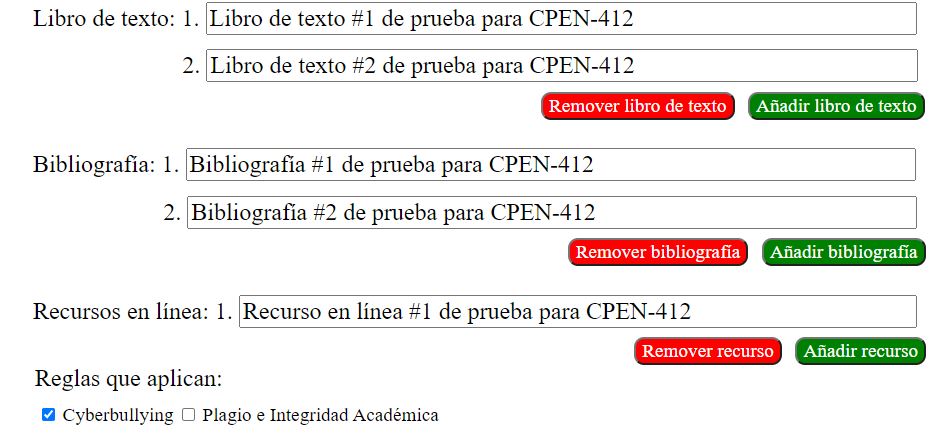 Libro de texto: 1. Libro de texto #1 de prueba para CPEN-412
2. Libro de texto #2 de prueba para CPEN-412
Remover libro de texto Añadir libro de texto
Bibliografía: 1. Bibliografía #1 de prueba para CPEN-412
2. Bibliografía #2 de prueba para CPEN-412
Remover bibliografía Añadir bibliografía
Recursos en línea: 1. Recurso en línea #1 de prueba para CPEN-412
Remover recurso Añadir recurso
Reglas que aplican:
Cyberbullying Plagio e Integridad Académica